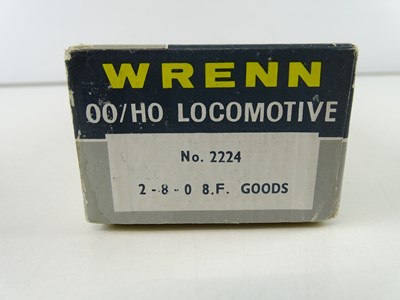 WRENN
OO/HO LOCOMOTIVE
No. 2224
2-8-0 8.F. GOODS